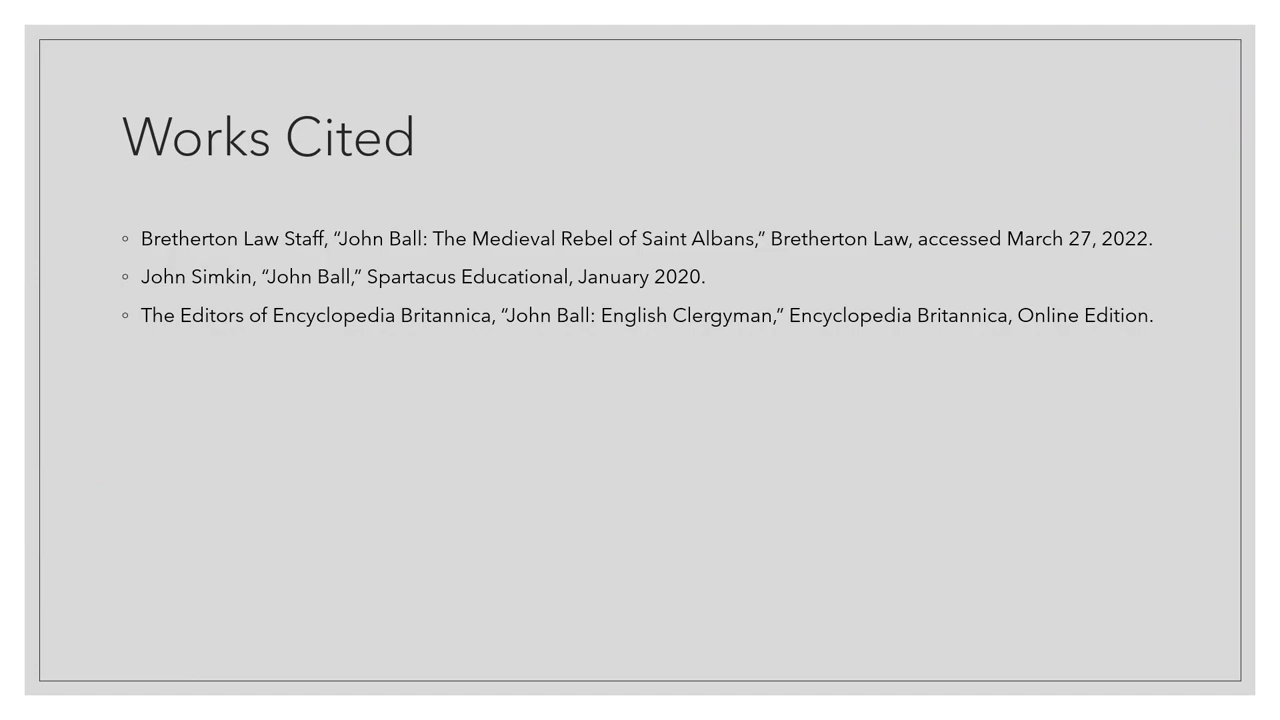 Works Cited
◦ Bretherton Law Staff, “John Ball: The Medieval Rebel of Saint Albans,” Bretherton Law, accessed March 27, 2022.
◦ John Simkin, “John Ball,” Spartacus Educational, January 2020.
◦ The Editors of Encyclopedia Britannica, “John Ball: English Clergyman,” Encyclopedia Britannica, Online Edition.